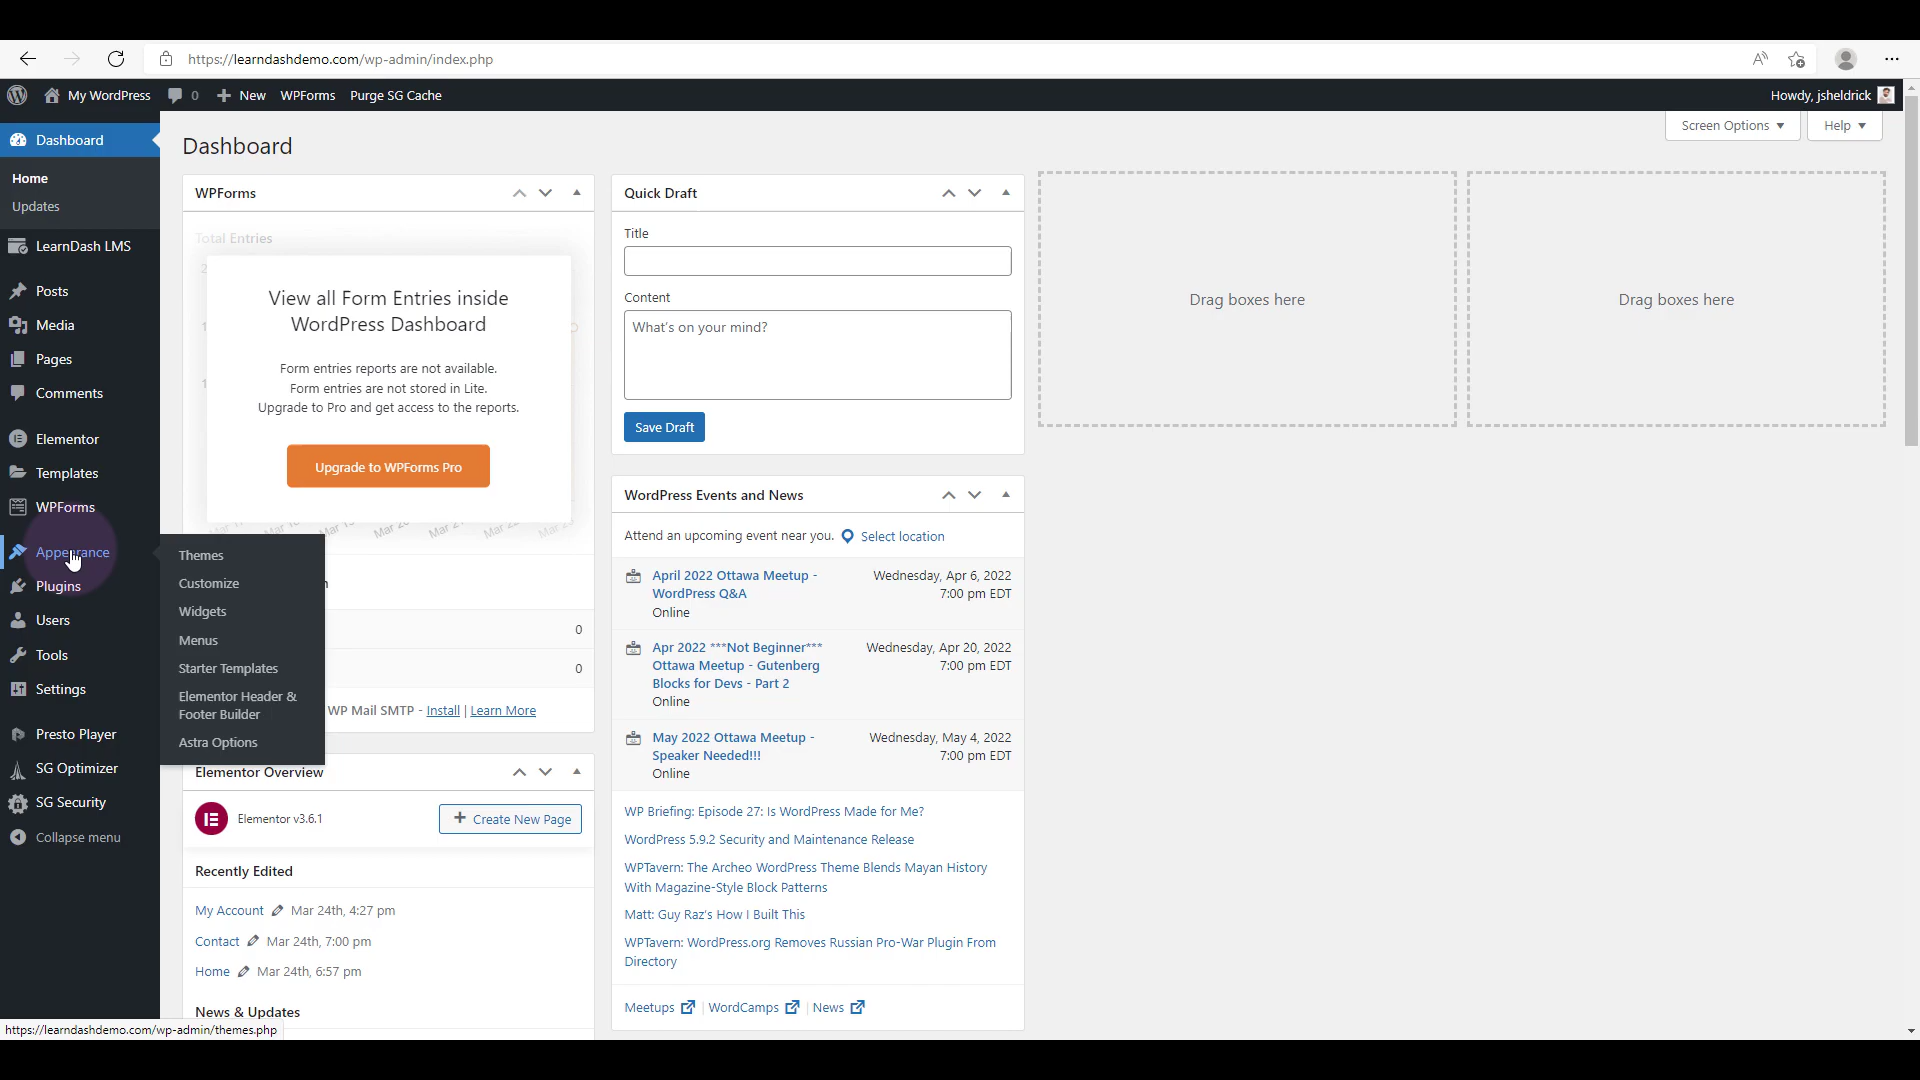 https://learndashdemo.com/wp-admin/index.php
My WordPress
0
New
WPForms
Purge SG Cache
Howdy, jsheldrick
Dashboard
Home
Updates
LearnDash LMS
Posts
Media
Pages
Comments
Elementor
Templates
WPForms
Appearance
Plugins
Users
Tools
Settings
Presto Player
SG Optimizer
SG Security
Collapse menu
Themes
Customize
Widgets
Menus
Starter Templates
Elementor Header &
Footer Builder
Astra Options
Dashboard
Screen Options
Help
WPForms
Total Entries
View all Form Entries inside
WordPress Dashboard
Form entries reports are not available.
Form entries are not stored in Lite.
Upgrade to Pro and get access to the reports.
Upgrade to WPForms Pro
0
0
WP Mail SMTP - Install | Learn More
Elementor Overview
Elementor v3.6.1
Create New Page
Recently Edited
My Account Mar 24th, 4:27 pm
Contact Mar 24th, 7:00 pm
Home Mar 24th, 6:57 pm
News & Updates
Quick Draft
Title
Content
What's on your mind?
Save Draft
WordPress Events and News
Attend an upcoming event near you. Select location
April 2022 Ottawa Meetup -
WordPress Q&A
Online
Wednesday, Apr 6, 2022
7:00 pm EDT
Apr 2022 ***Not Beginner***
Ottawa Meetup - Gutenberg
Blocks for Devs - Part 2
Online
Wednesday, Apr 20, 2022
7:00 pm EDT
May 2022 Ottawa Meetup -
Speaker Needed!!!
Online
Wednesday, May 4, 2022
7:00 pm EDT
WP Briefing: Episode 27: Is WordPress Made for Me?
WordPress 5.9.2 Security and Maintenance Release
WPTavern: The Archeo WordPress Theme Blends Mayan History
With Magazine-Style Block Patterns
Matt: Guy Raz's How I Built This
WPTavern: WordPress.org Removes Russian Pro-War Plugin From
Directory
Meetups | WordCamps | News
Drag boxes here
Drag boxes here
https://learndashdemo.com/wp-admin/themes.php